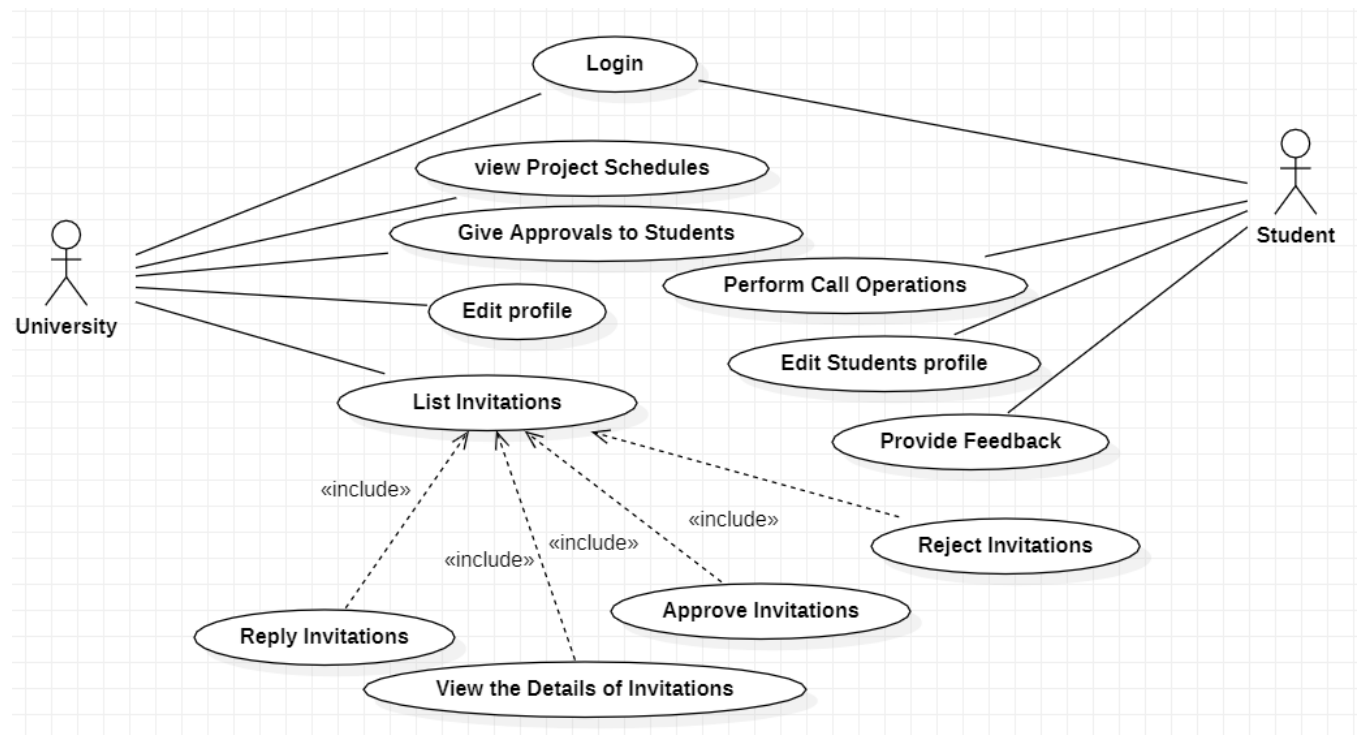 Login
view Project Schedules
Give Approvals to Students
Student
Perform Call Operations
Edit profile
University
Edit Students profile
List Invitations
Provide Feedback
«include»
«include»
«include»
«include»
Reject Invitations
Approve Invitations
Reply Invitations
View the Details of Invitations